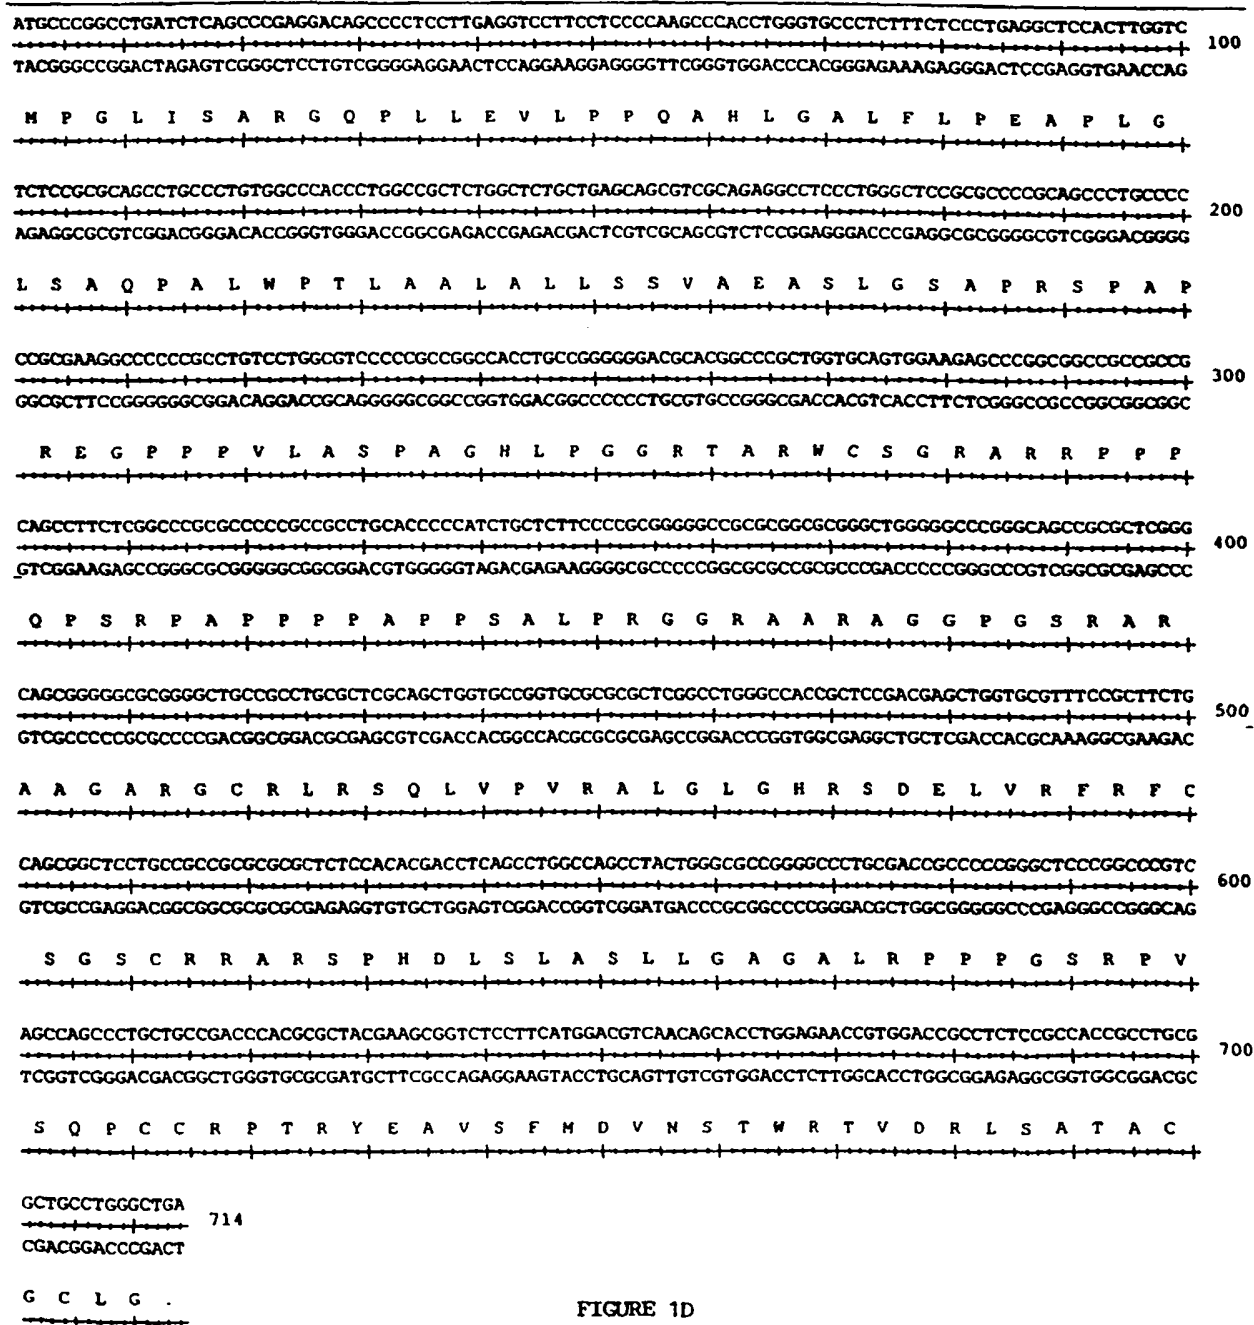 ATGCCCGGCCTGATCTCAGCCCGAGGACAGCCCCTCCTTGAGGTCCTTCCTCCCCAAGCCCACCTGGGTGCCCTCTTTCTCCCTGAGGCTCCACTTGGTC
100
TACGGGCCGGACTAGAGTCGGGCTCCTGTCGGGGAGGAACTCCAGGAAGGAGGGGTTCGGGTGGACCCACGGGAGAAAGAGGGACTCCGAGGTGAACCAG
M P G L I S A R G Q P L L E V L P P Q A H L G A L F L P E A P L G
TCTCCGCGCAGCCTGCCCTGTGGCCCACCCTGGCCGCTCTGGCTCTGCTGAGCAGCGTCGCAGAGGCCTCCCTGGGCTCCGCGCCCCGCAGCCCTGCCCC
200
AGAGGCGCGTCGGACGGGACACCGGGTGGGACCGGCGAGACCGAGACGACTCGTCGCAGCGTCTCCGGAGGGACCCGAGGCGCGGGGCGTCGGGACGGGG
L S A Q P A L W P T L A A L A L L S S V A E A S L G S A P R S P A P
CCGCGAAGGCCCCCCGCCTGTCCTGGCGTCCCCCGCCGGCCACCTGCCGGGGGGACGCACGGCCCGCTGGTGCAGTGGAAGAGCCCGGCGGCCGCCGCCG
300
GGCGCTTCCGGGGGGCGGACAGGACCGCAGGGGGCGGCCGGTGGACGGCCCCCCTGCGTGCCGGGCGACCACGTCACCTTCTCGGGCCGCCGGCGGCGGC
R E G P P P V L A S P A G H L P G G R T A R W C S G R A R R P P P
CAGCCTTCTCGGCCCGCGCCCCCGCCGCCTGCACCCCCATCTGCTCTTCCCCGCGGGGGCCGCGCGGCGCGGGCTGGGGGCCCGGGCAGCCGCGCTCGGG
400
GTCGGAAGAGCCGGGCGCGGGGGCGGCGGACGTGGGGGTAGACGAGAAGGGGCGCCCCCGGCGCGCCGCGCCCGACCCCCGGGCCCGTCGGCGCGAGCCC
Q P S R P A P P P P A P P S A L P R G G R A A R A G G P G S R A R
CAGCGGGGGCGCGGGGCTGCCGCCTGCGCTCGCAGCTGGTGCCGGTGCGCGCGCTCGGCCTGGGCCACCGCTCCGACGAGCTGGTGCGTTTCCGCTTCTG
500
GTCGCCCCCGCGCCCCGACGGCGGACGCGAGCGTCGACCACGGCCACGCGCGCGAGCCGGACCCGGTGGCGAGGCTGCTCGACCACGCAAAGGCGAAGAC
A A G A R G C R L R S Q L V P V R A L G L G H R S D E L V R F R F C
CAGCGGCTCCTGCCGCCGCGCGCGCTCTCCACACGACCTCAGCCTGGCCAGCCTACTGGGCGCCGGGGCCCTGCGACCGCCCCCGGGCTCCCGGCCCGTC
600
GTCGCCGAGGACGGCGGCGCGCGCGAGAGGTGTGCTGGAGTCGGACCGGTCGGATGACCCGCGGCCCCGGGACGCTGGCGGGGGCCCGAGGGCCGGGCAG
S G S C R R A R S P H D L S L A S L L G A G A L R P P P G S R P V
AGCCAGCCCTGCTGCCGACCCACGCGCTACGAAGCGGTCTCCTTCATGGACGTCAACAGCACCTGGAGAACCGTGGACCGCCTCTCCGCCACCGCCTGCG
700
TCGGTCGGGACGACGGCTGGGTGCGCGATGCTTCGCCAGAGGAAGTACCTGCAGTTGTCGTGGACCTCTTGGCACCTGGCGGAGAGGCGGTGGCGGACGC
S Q P C C R P T R Y E A V S F M D V N S T W R T V D R L S A T A C
GCTGCCTGGGCTGA
714
CGACGGACCCGACT
G C L G .
FIGURE 1D